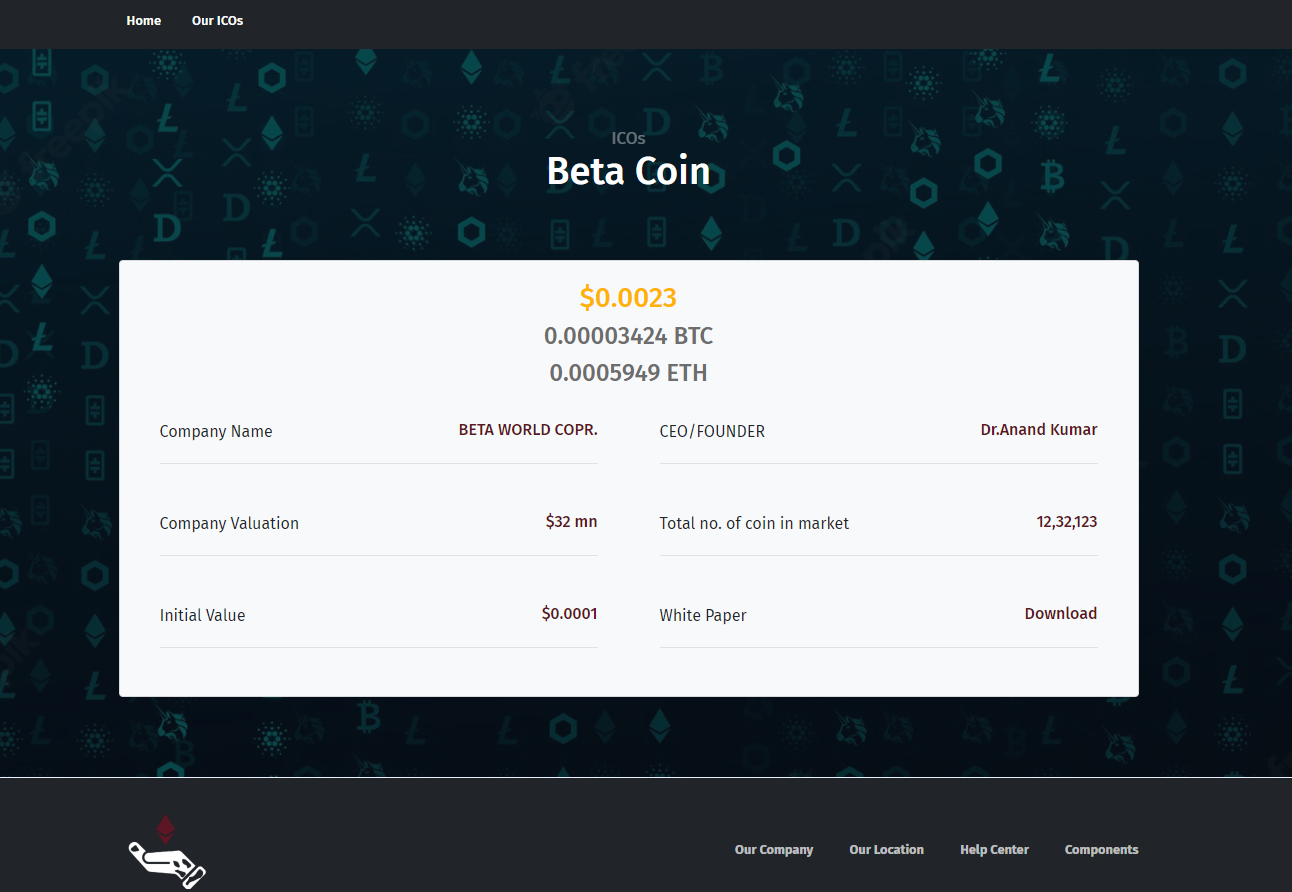 Home Our ICOs
ICOs
Beta Coin
$0.0023
0.00003424 BTC
0.0005949 ETH
Company Name BETA WORLD COPR. CEO/FOUNDER Dr.Anand Kumar
Company Valuation $32 mn Total no. of coin in market 12,32,123
Initial Value $0.0001 White Paper Download
Our Company Our Location Help Center Components